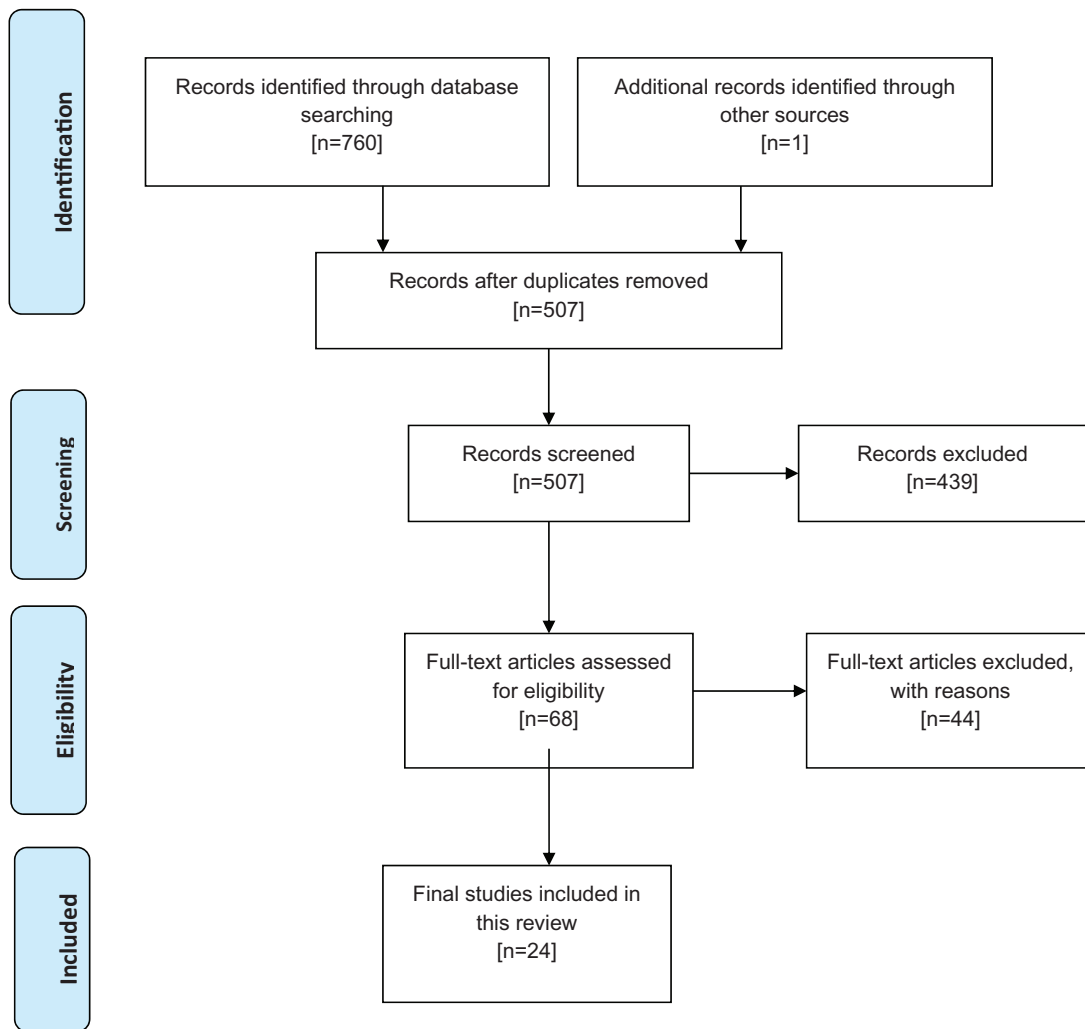 Identification
Records identified through database
searching
[n=760]
Additional records identified through
other sources
[n=1]
Records after duplicates removed
[n=507]
Screening
Records screened
[n=507]
Records excluded
[n=439]
Eligibility
Full-text articles assessed
for eligibility
[n=68]
Full-text articles excluded,
with reasons
[n=44]
Included
Final studies included in
this review
[n=24]